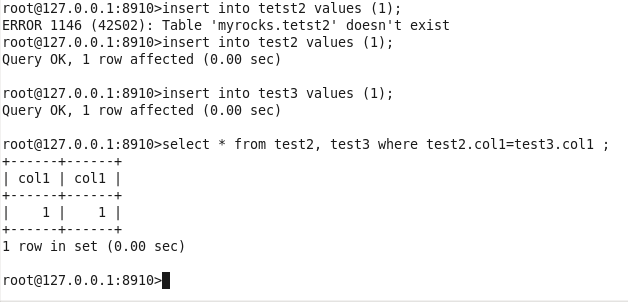 root@127.0.0.1:8910>insert into tetst2 values (1);
ERROR 1146 (42S02): Table 'myrocks.tetst2' doesn't exist
root@127.0.0.1:8910>insert into test2 values (1);
Query OK, 1 row affected (0.00 sec)
root@127.0.0.1:8910>insert into test3 values (1);
Query OK, 1 row affected (0.00 sec)
root@127.0.0.1:8910>select * from test2, test3 where test2.col1=test3.col1 ;
+------+------+
| col1 | col1 |
+------+------+
|    1 |    1 |
+------+------+
1 row in set (0.00 sec)
root@127.0.0.1:8910>